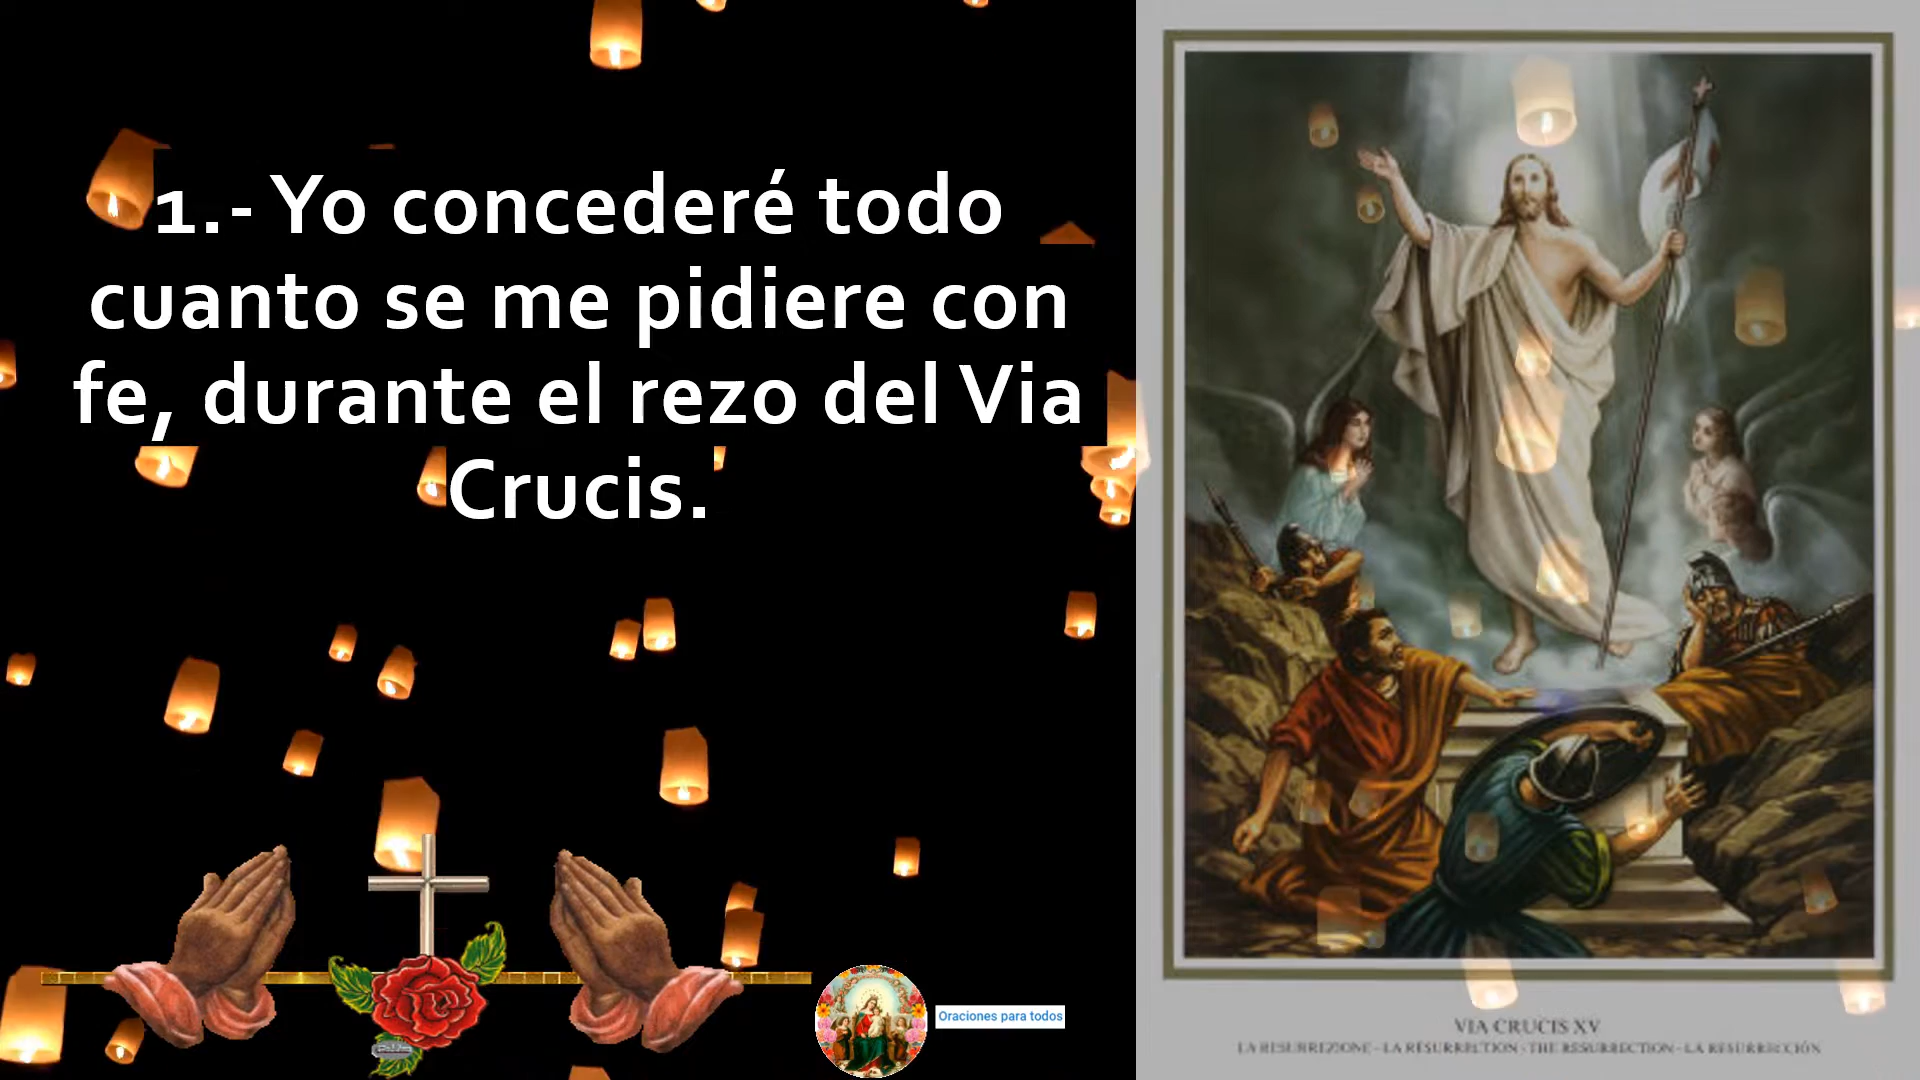 1.- Yo concederé todo
cuanto se me pidiere con
fe, durante el rezo del Via
Crucis.
Oraciones para todos
VIA CRUCIS XV
LA RESURREZIONE - LA RÉSURRECTION - THE RESURRECTION - LA RESURRECCIÓN